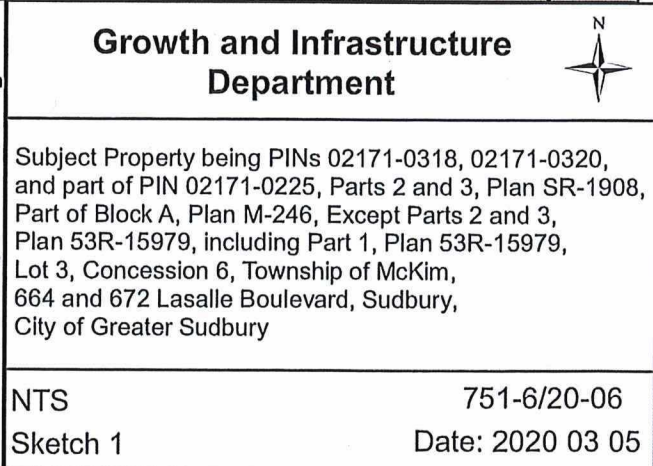 N
Growth and Infrastructure
Department
Subject Property being PINs 02171-0318, 02171-0320,
and part of PIN 02171-0225, Parts 2 and 3, Plan SR-1908,
Part of Block A, Plan M-246, Except Parts 2 and 3,
Plan 53R-15979, including Part 1, Plan 53R-15979,
Lot 3, Concession 6, Township of McKim,
664 and 672 Lasalle Boulevard, Sudbury,
City of Greater Sudbury
NTS 751-6/20-06
Sketch 1 Date: 2020 03 05